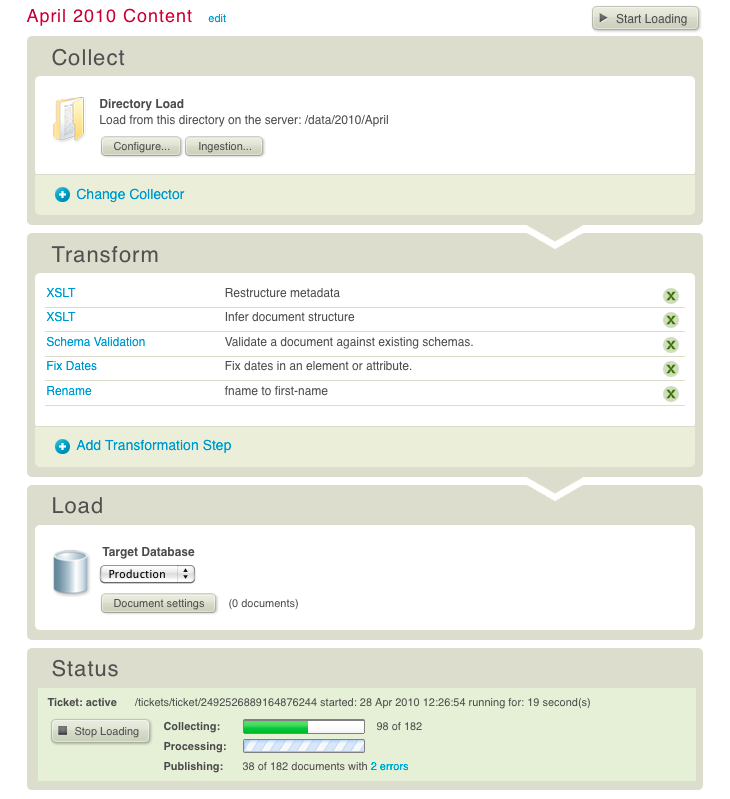 April 2010 Content edit Start Loading
Collect
Directory Load
Load from this directory on the server: /data/2010/April
Configure... Ingestion...
Change Collector
Transform
XSLT Restructure metadata X
XSLT Infer document structure X
Schema Validation Validate a document against existing schemas. X
Fix Dates Fix dates in an element or attribute. X
Rename fname to first-name X
Add Transformation Step
Load
Target Database
Production
Document settings (0 documents)
Status
Ticket: active /tickets/ticket/2492526889164876244 started: 28 Apr 2010 12:26:54 running for: 19 second(s)
Stop Loading Collecting: 98 of 182
Processing:
Publishing: 38 of 182 documents with 2 errors